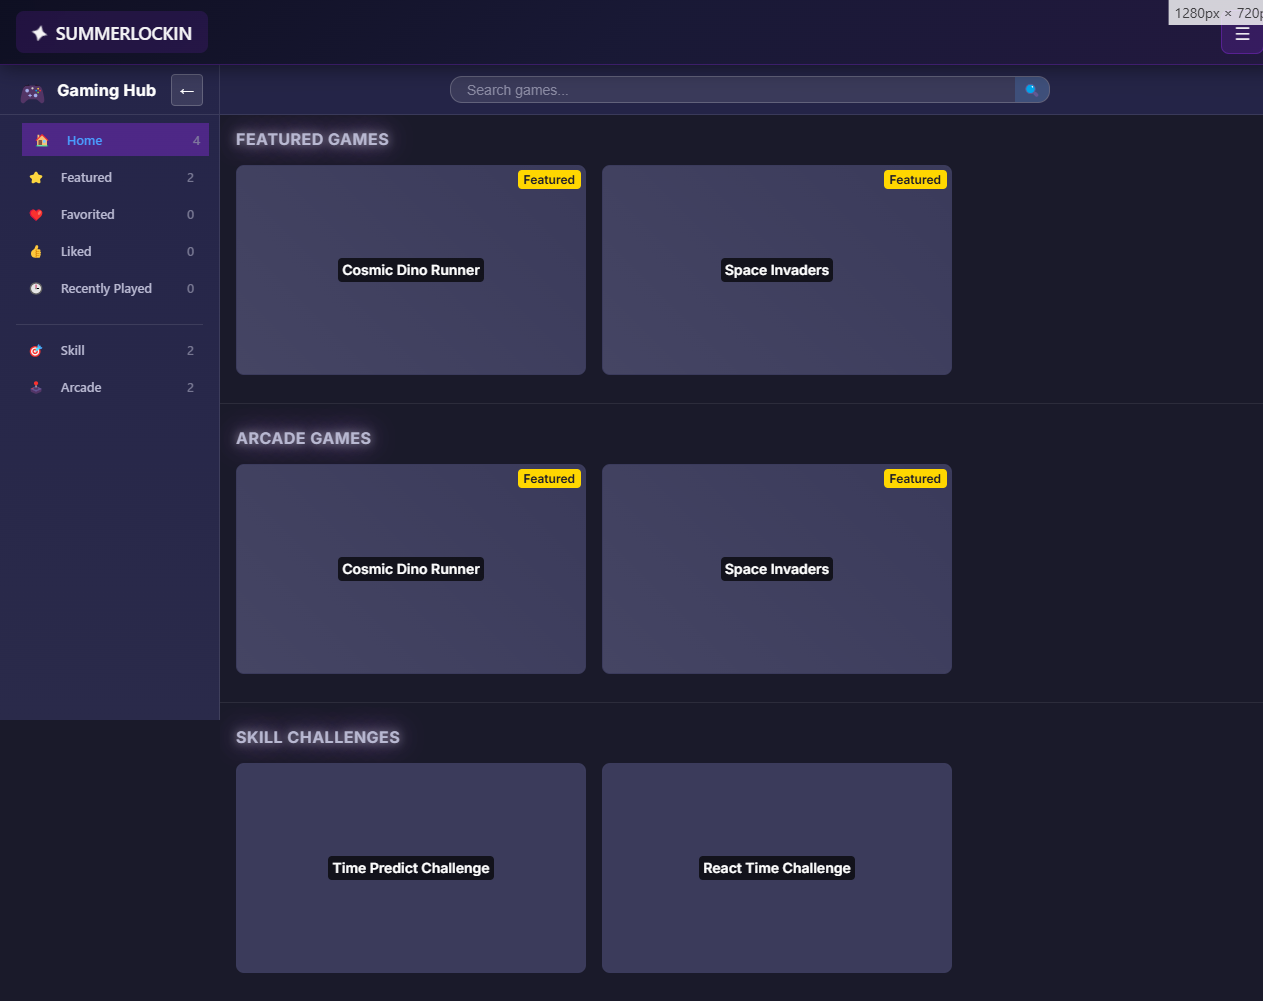 SUMMERLOCKIN
1280px × 720p
Gaming Hub
Search games...
Home 4
Featured 2
Favorited 0
Liked 0
Recently Played 0
Skill 2
Arcade 2
FEATURED GAMES
Featured
Cosmic Dino Runner
Featured
Space Invaders
ARCADE GAMES
Featured
Cosmic Dino Runner
Featured
Space Invaders
SKILL CHALLENGES
Time Predict Challenge
React Time Challenge